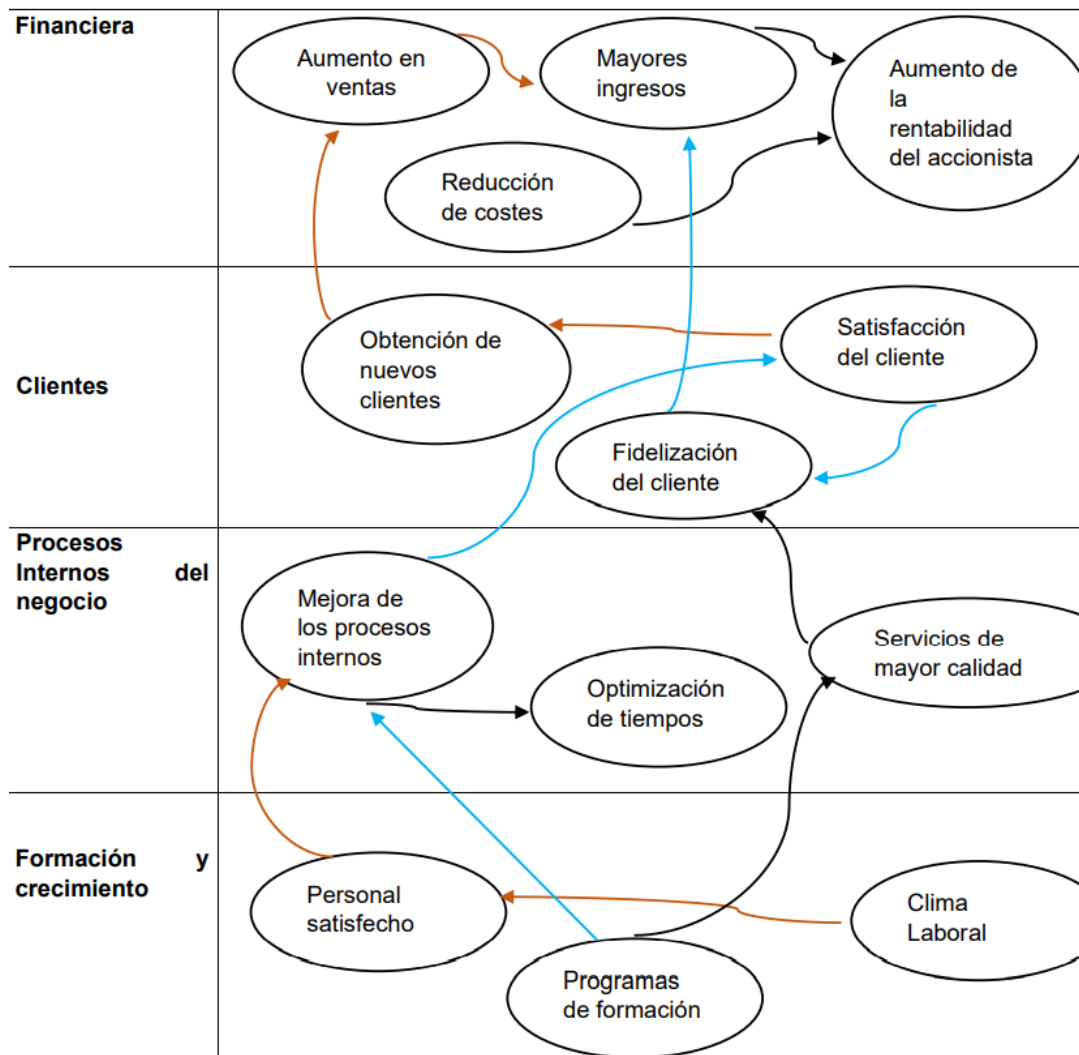 Financiera
Aumento en
ventas
Mayores
ingresos
Aumento de
la
rentabilidad
del accionista
Reducción
de costes
Clientes
Obtención de
nuevos
clientes
Satisfacción
del cliente
Fidelización
del cliente
Procesos
Internos del
negocio
Mejora de
los procesos
internos
Optimización
de tiempos
Servicios de
mayor calidad
Formación y
crecimiento
Personal
satisfecho
Programas
de formación
Clima
Laboral